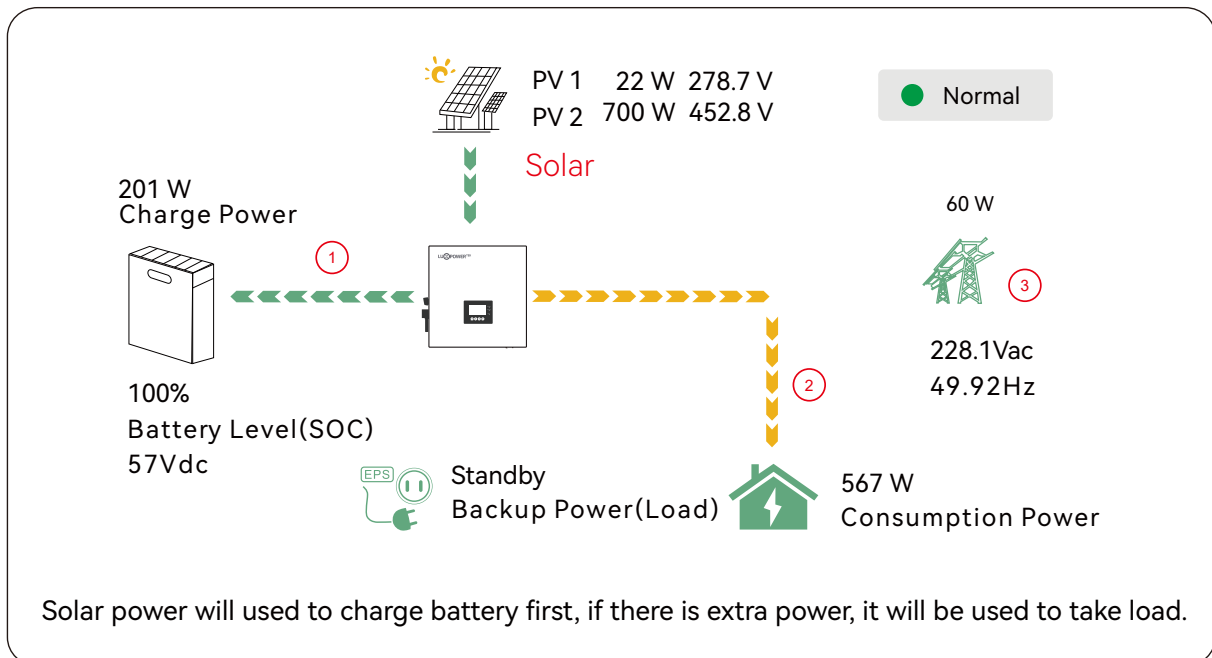 PV 1 22 W 278.7 V
PV 2 700 W 452.8 V
Normal
Solar
201 W
Charge Power
60 W
1
LUXPOWER
3
228.1Vac
49.92Hz
2
100%
Battery Level(SOC)
57Vdc
EPS
Standby
Backup Power(Load)
567 W
Consumption Power
Solar power will used to charge battery first, if there is extra power, it will be used to take load.